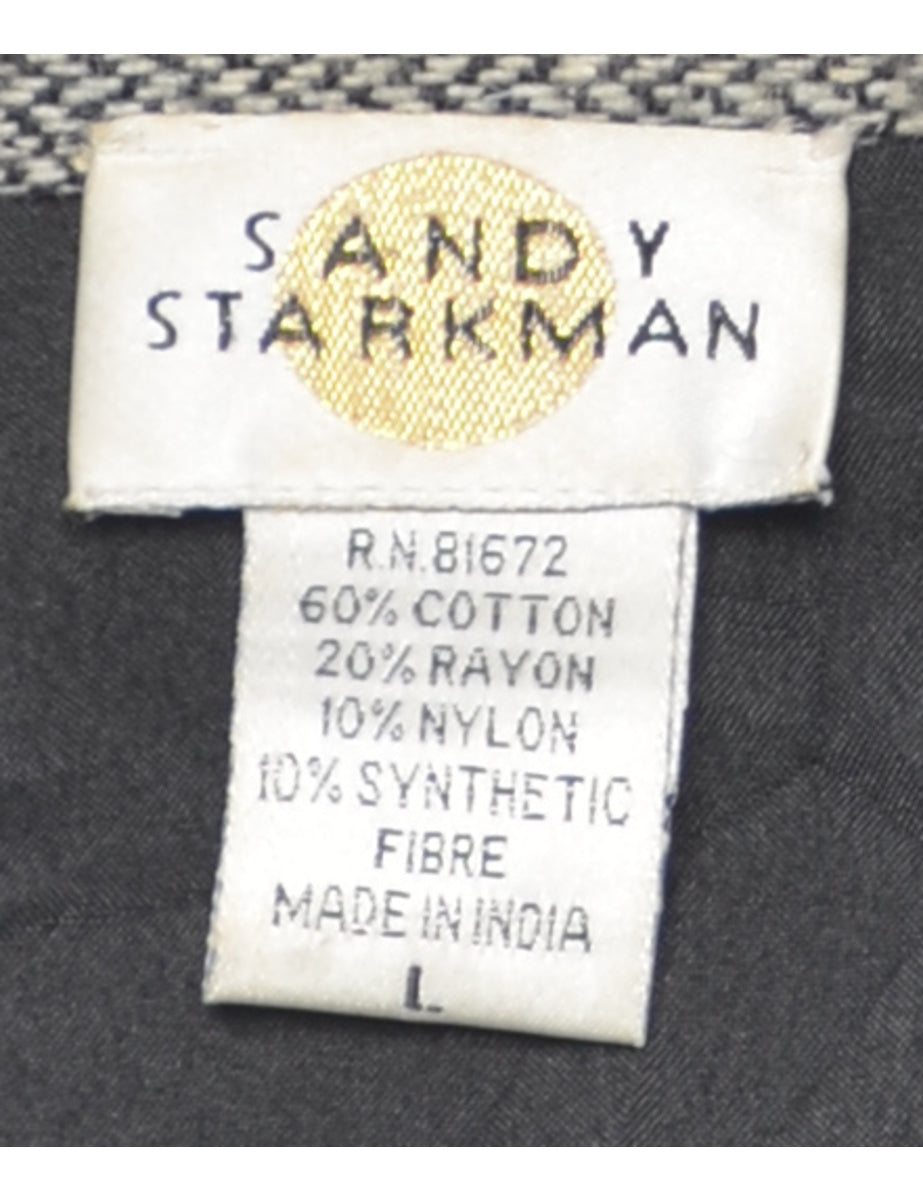 SANDY
STARKMAN
R.N.81672
60% COTTON
20% RAYON
10% NYLON
10% SYNTHETIC
FIBRE
MADE IN INDIA
L